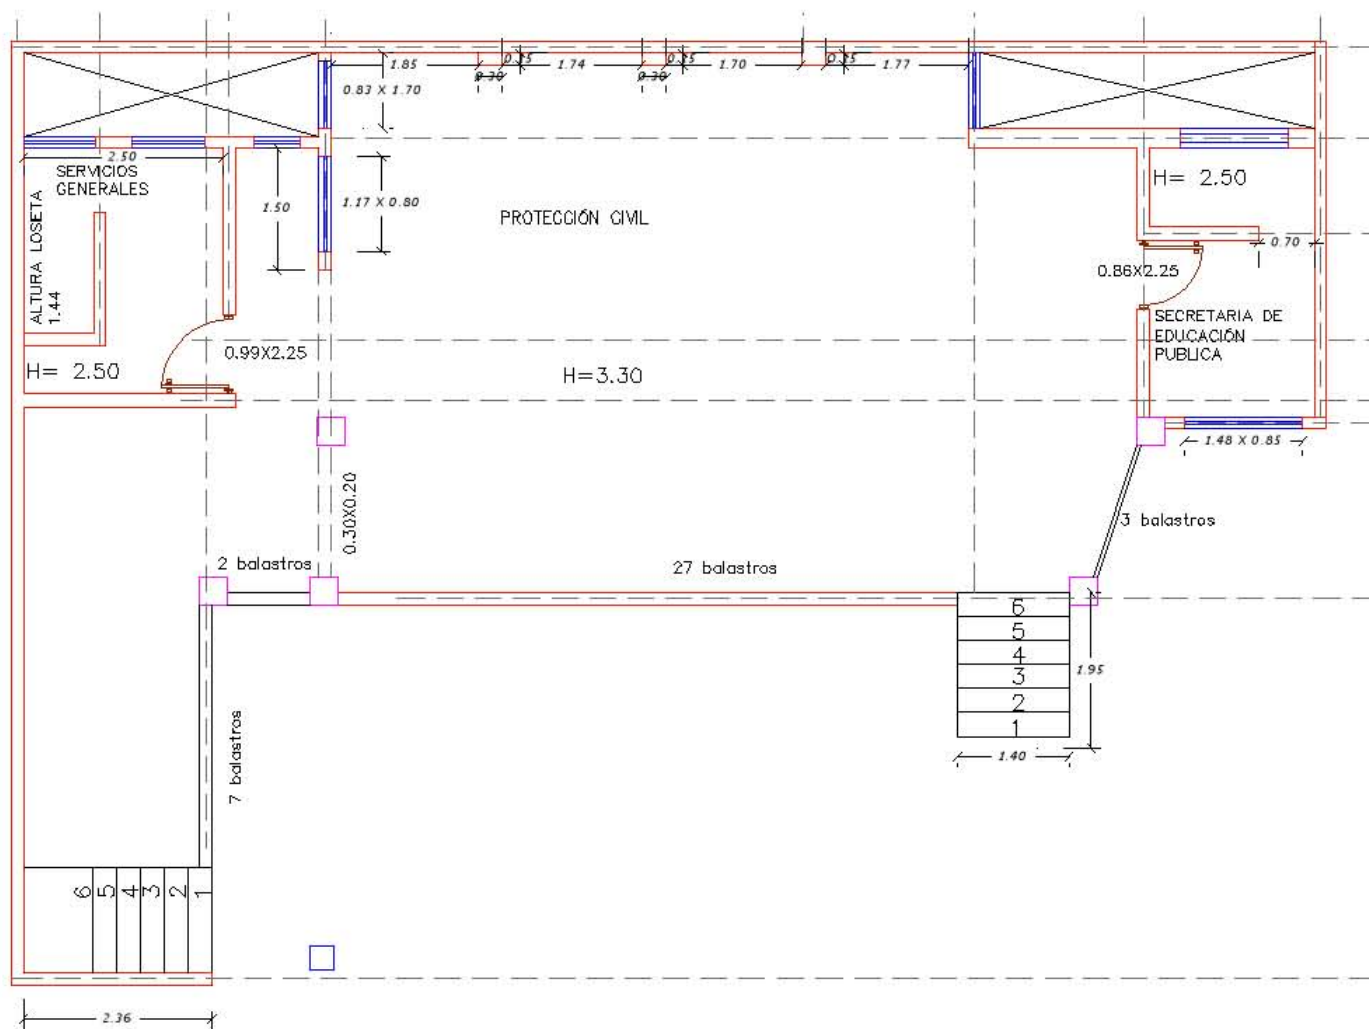 1.85
0.30
0.15
1.74
0.30
0.15
1.70
0.15
1.77
0.83 X 1.70
2.50
SERVICIOS
GENERALES
ALTURA LOSETA
1.44
1.50
1.17 X 0.80
PROTECCIÓN CIVIL
H= 2.50
0.70
0.86X2.25
SECRETARIA DE
EDUCACIÓN
PUBLICA
0.99X2.25
H= 2.50
H=3.30
1.48 X 0.85
0.30X0.20
3 balastros
2 balastros
27 balastros
6
5
4
3
2
1
1.95
1.40
7 balastros
6 5 4 3 2 1
2.36